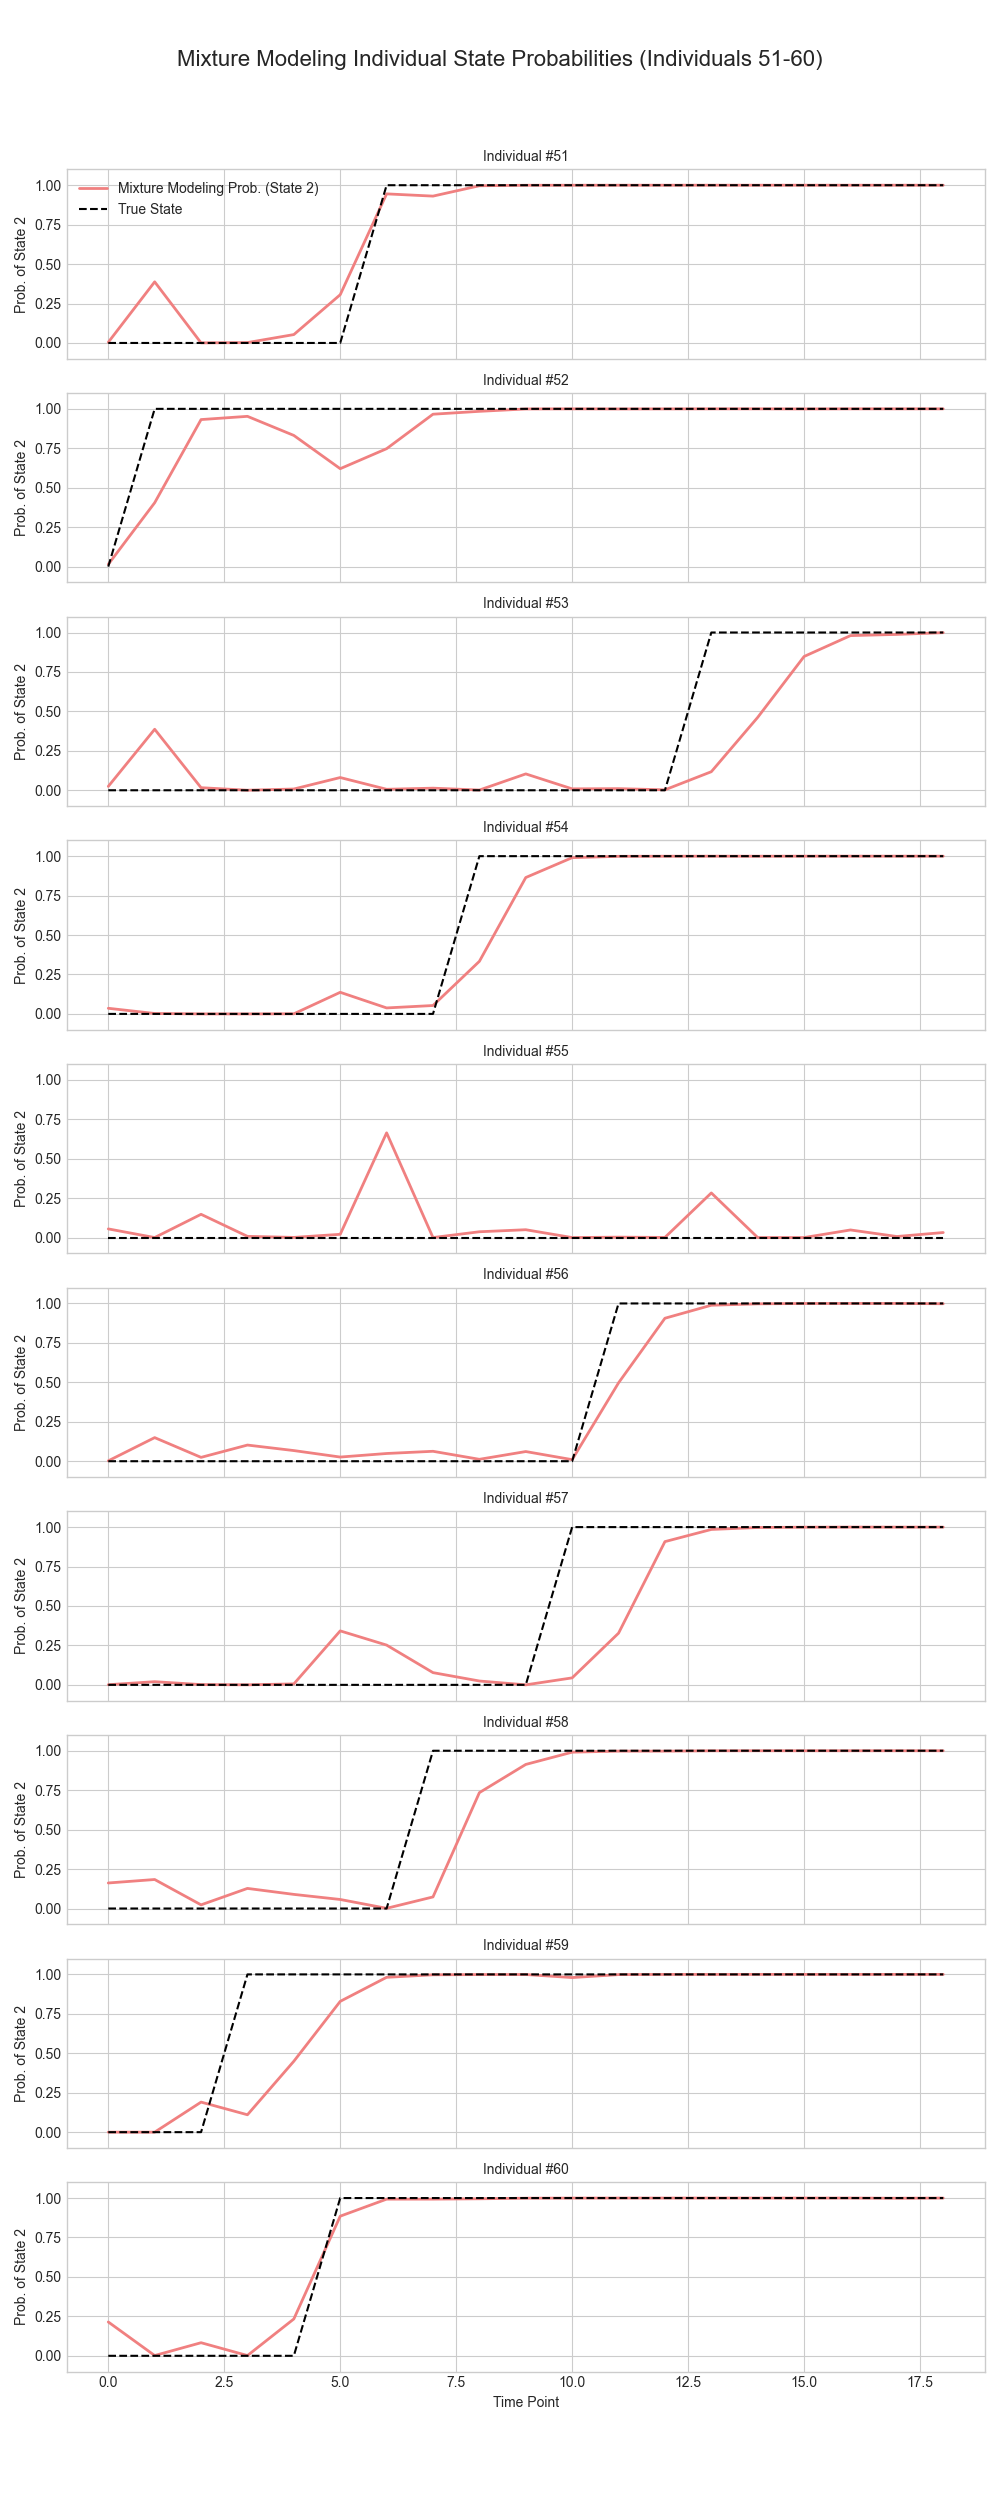 Mixture Modeling Individual State Probabilities (Individuals 51-60)
Individual #51
Mixture Modeling Prob. (State 2)
True State
1.00
0.75
0.50
0.25
0.00
Prob. of State 2
Individual #52
1.00
0.75
0.50
0.25
0.00
Prob. of State 2
Individual #53
1.00
0.75
0.50
0.25
0.00
Prob. of State 2
Individual #54
1.00
0.75
0.50
0.25
0.00
Prob. of State 2
Individual #55
1.00
0.75
0.50
0.25
0.00
Prob. of State 2
Individual #56
1.00
0.75
0.50
0.25
0.00
Prob. of State 2
Individual #57
1.00
0.75
0.50
0.25
0.00
Prob. of State 2
Individual #58
1.00
0.75
0.50
0.25
0.00
Prob. of State 2
Individual #59
1.00
0.75
0.50
0.25
0.00
Prob. of State 2
Individual #60
1.00
0.75
0.50
0.25
0.00
Prob. of State 2
0.0 2.5 5.0 7.5 10.0 12.5 15.0 17.5
Time Point